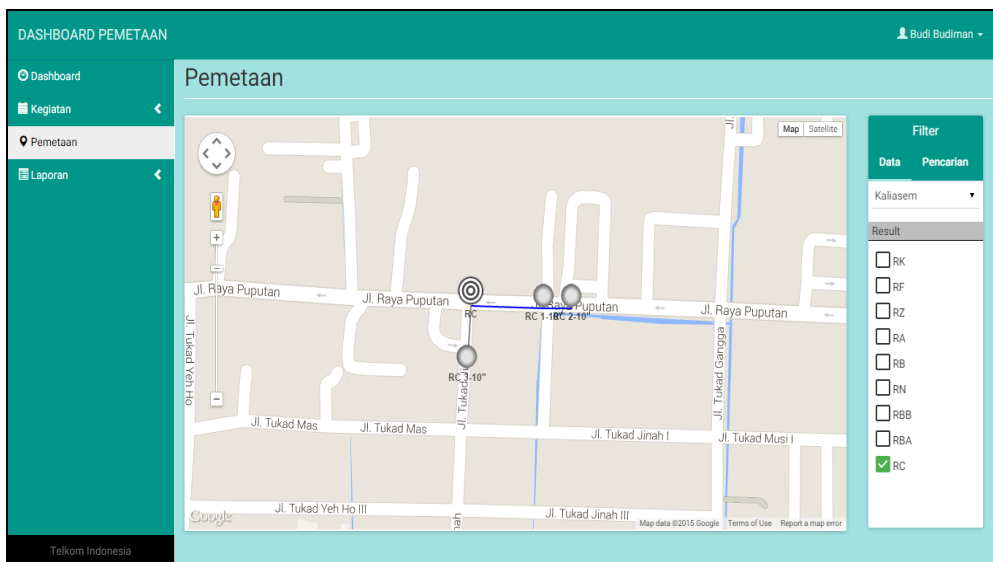 DASHBOARD PEMETAAN
Budi Budiman
Dashboard
Kegiatan
Pemetaan
Laporan
Telkom Indonesia
Pemetaan
Map
Satellite
Jl. Raya Puputan
Jl. Raya Puputan
Puputan
Jl. Raya Puputan
RC
RC 1-10"
RC 2-10"
RC 3-10"
Jl. Tukad Yeh Ho
Jl. Tukad Gangga
Jl. Tukad Mas
Jl. Tukad Mas
Jl. Tukad Jinah I
Jl. Tukad Musi I
Jl. Tukad Yeh Ho III
Jl. Tukad Jinah III
Google
Map data ©2015 Google
Terms of Use
Report a map error
Filter
Data
Pencarian
Kaliasem
Result
RK
RF
RZ
RA
RB
RN
RBB
RBA
RC